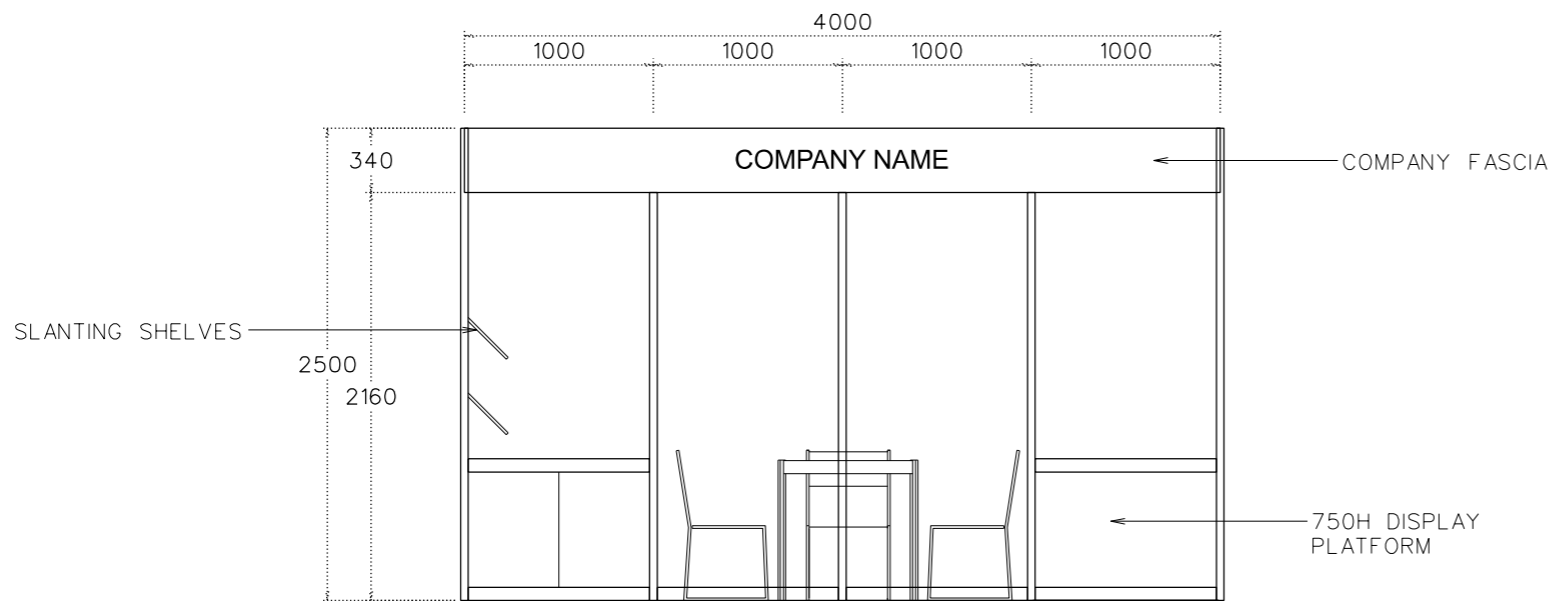 4000
1000 1000 1000 1000
340
COMPANY NAME
COMPANY FASCIA
SLANTING SHELVES
2500
2160
750H DISPLAY
PLATFORM